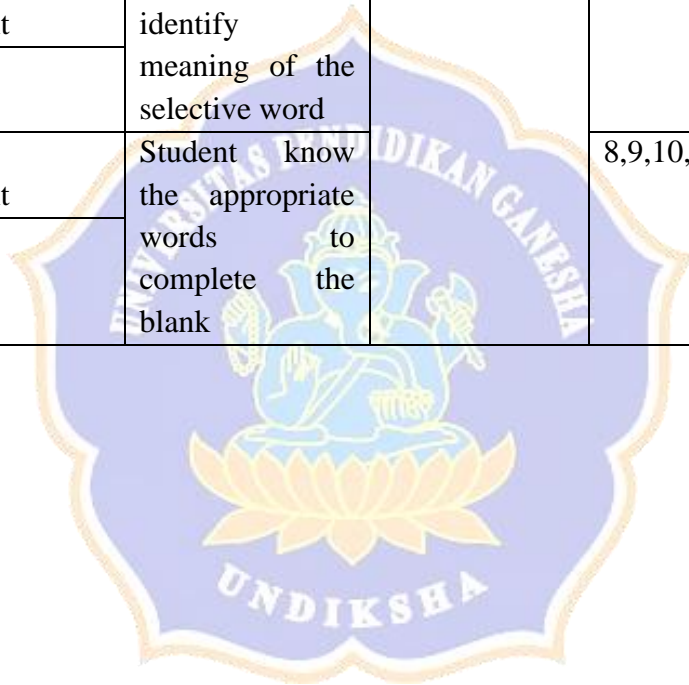 identify
meaning of the
selective word
Student know
the appropriate
words to
complete the
blank
8,9,10,
UNIVERSITAS PENDIDIKAN GANESHA
UNDIKSHA